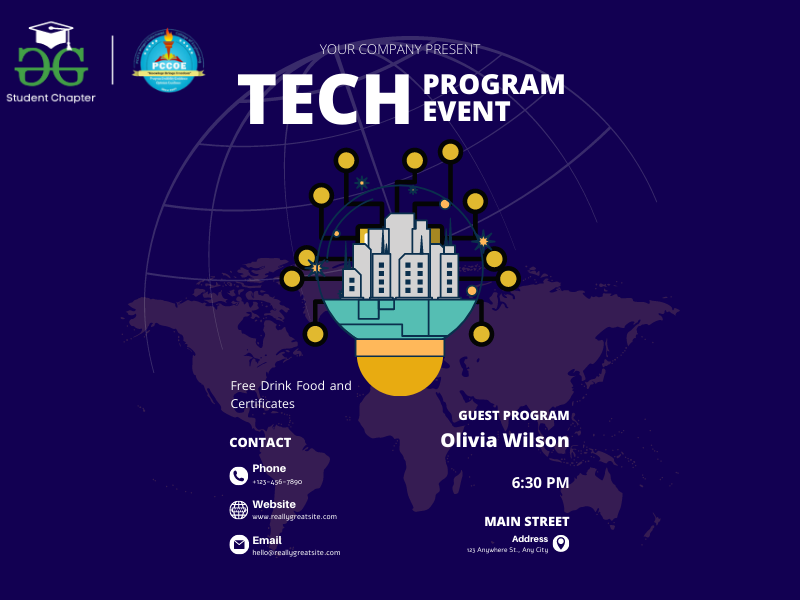 Student Chapter
PCCOE
YOUR COMPANY PRESENT
TECH
PROGRAM
EVENT
Free Drink Food and
Certificates
CONTACT
Phone
+123-456-7890
Website
www.reallygreatsite.com
Email
hello@reallygreatsite.com
GUEST PROGRAM
Olivia Wilson
6:30 PM
MAIN STREET
Address
123 Anywhere St., Any City